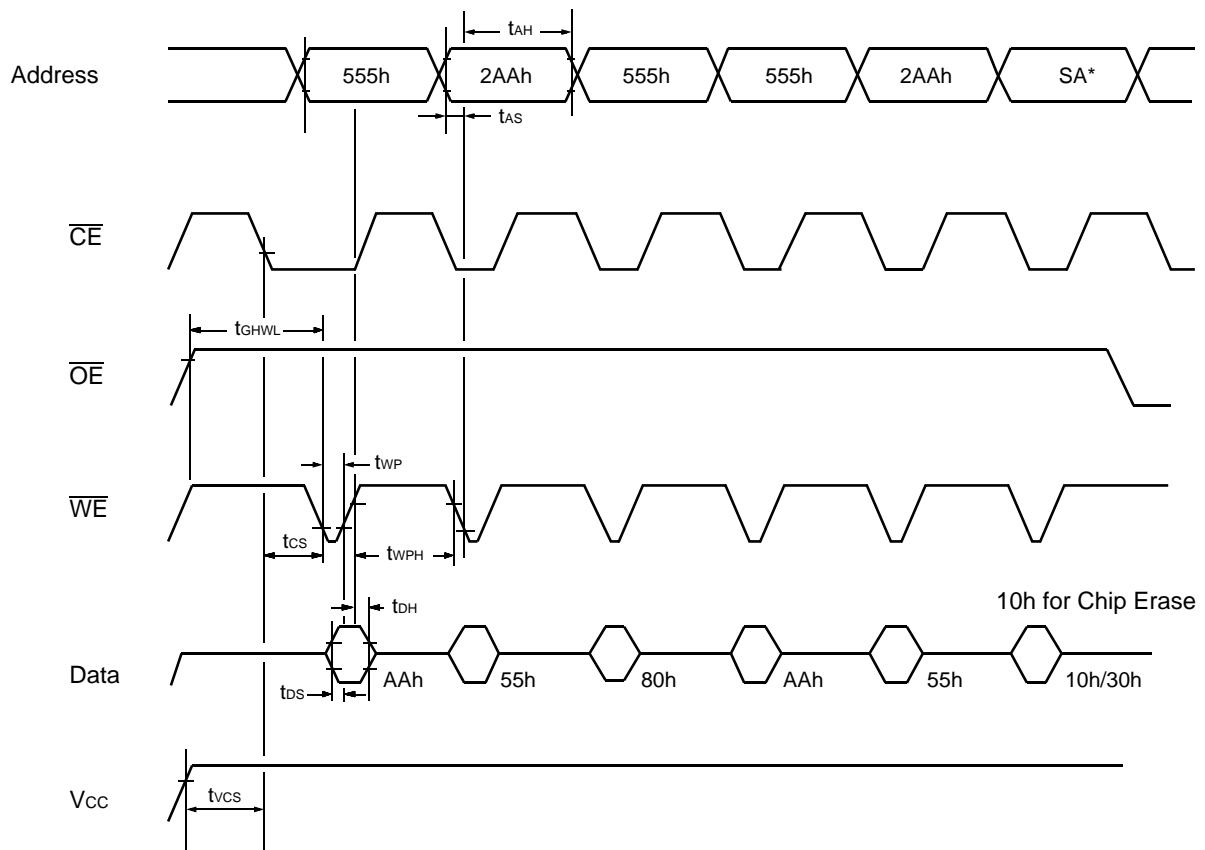 tAH
Address 555h 2AAh 555h 555h 2AAh SA*
tAS
CE
tGHWL
OE
tWP
WE
tCS tWPH
tDH
10h for Chip Erase
Data AAh 55h 80h AAh 55h 10h/30h
tDS
VCC
tVCS